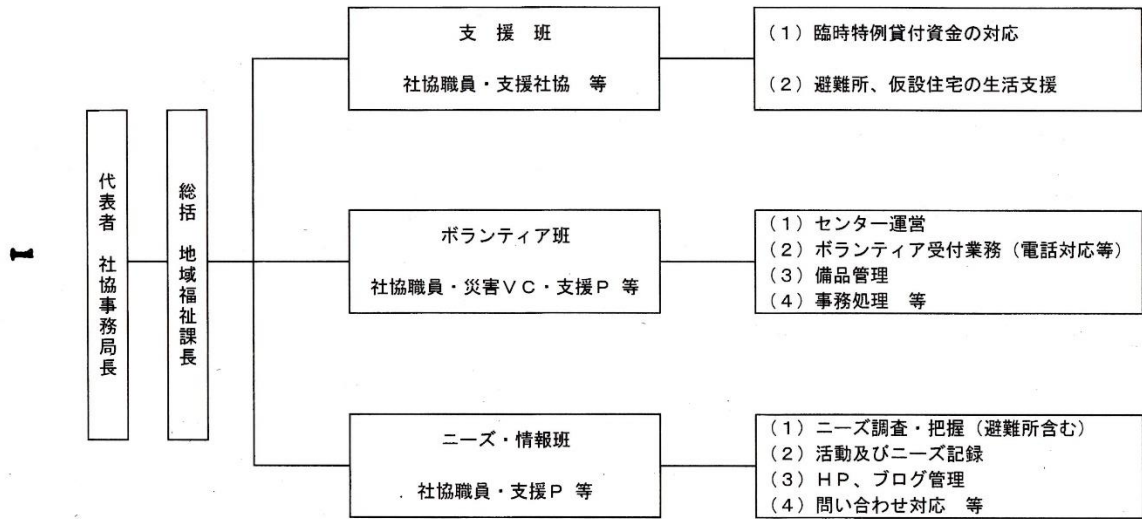 代表者　社協事務局長
総括　地域福祉課長
支　援　班
社協職員・支援社協　等
（１）臨時特例貸付資金の対応
（２）避難所、仮設住宅の生活支援
ボランティア班
社協職員・災害ＶＣ・支援Ｐ 等
（１）センター運営
（２）ボランティア受付業務（電話対応等）
（３）備品管理
（４）事務処理　等
ニーズ・情報班
社協職員・支援Ｐ 等
（１）ニーズ調査・把握（避難所含む）
（２）活動及びニーズ記録
（３）ＨＰ、ブログ管理
（４）問い合わせ対応　等